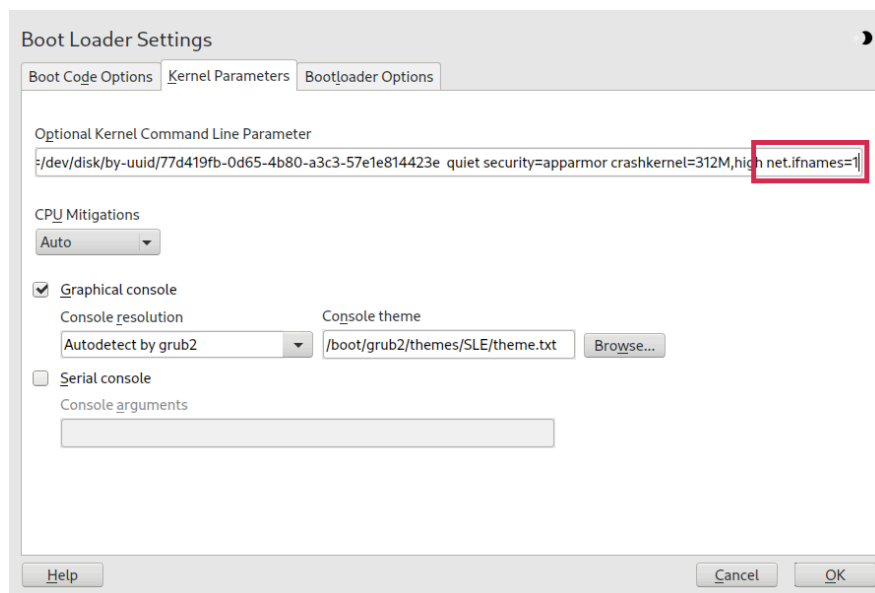 Boot Loader Settings
Boot Code Options Kernel Parameters Bootloader Options
Optional Kernel Command Line Parameter
=/dev/disk/by-uuid/77d419fb-0d65-4b80-a3c3-57e1e814423e quiet security=apparmor crashkernel=312M,high net.ifnames=1
CPU Mitigations
Auto
Graphical console
Console resolution Console theme
Autodetect by grub2 /boot/grub2/themes/SLE/theme.txt Browse...
Serial console
Console arguments
Help Cancel OK